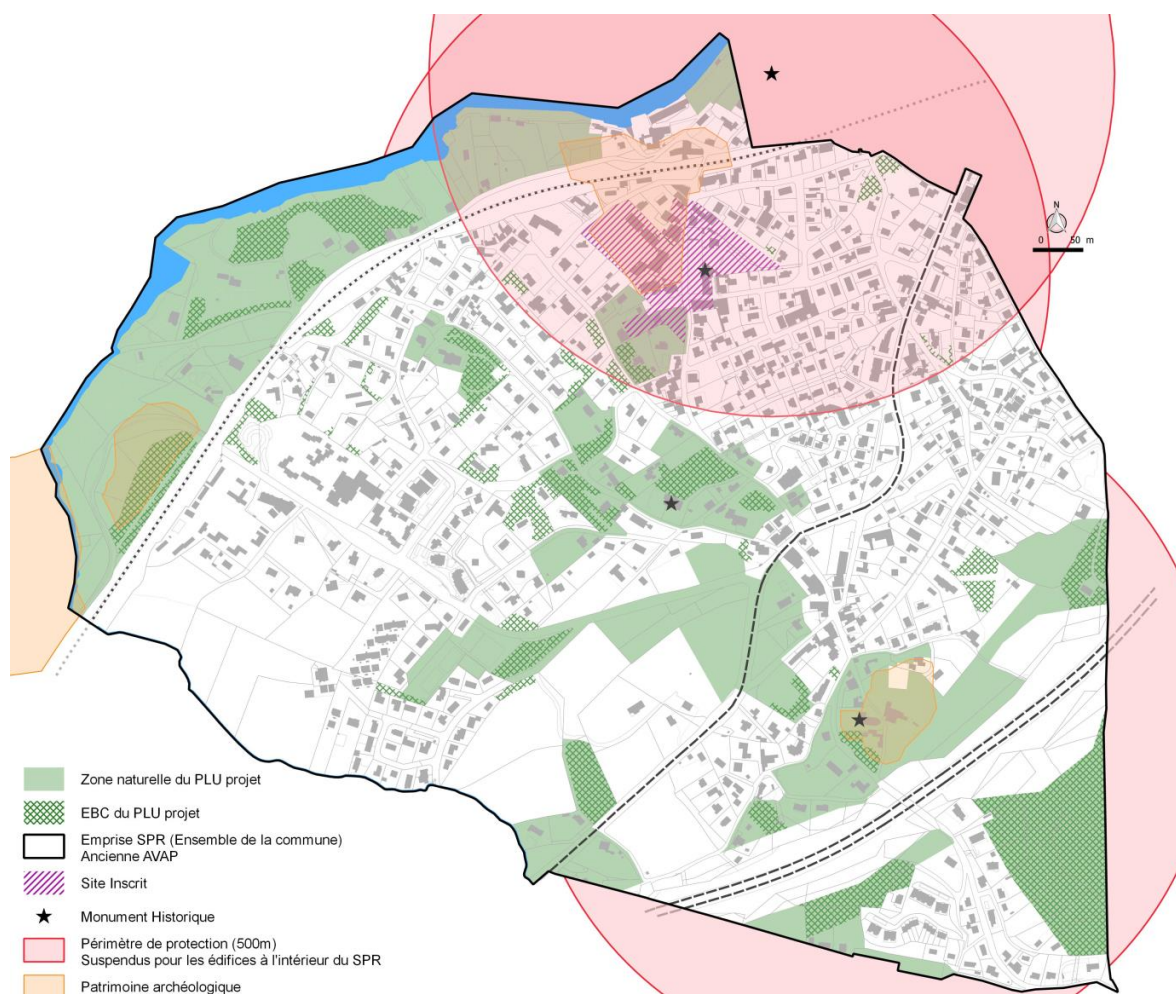 N
0 50 m
Zone naturelle du PLU projet
EBC du PLU projet
Emprise SPR (Ensemble de la commune)
Ancienne AVAP
Site Inscrit
Monument Historique
Périmètre de protection (500m)
Suspendus pour les édifices à l'intérieur du SPR
Patrimoine archéologique